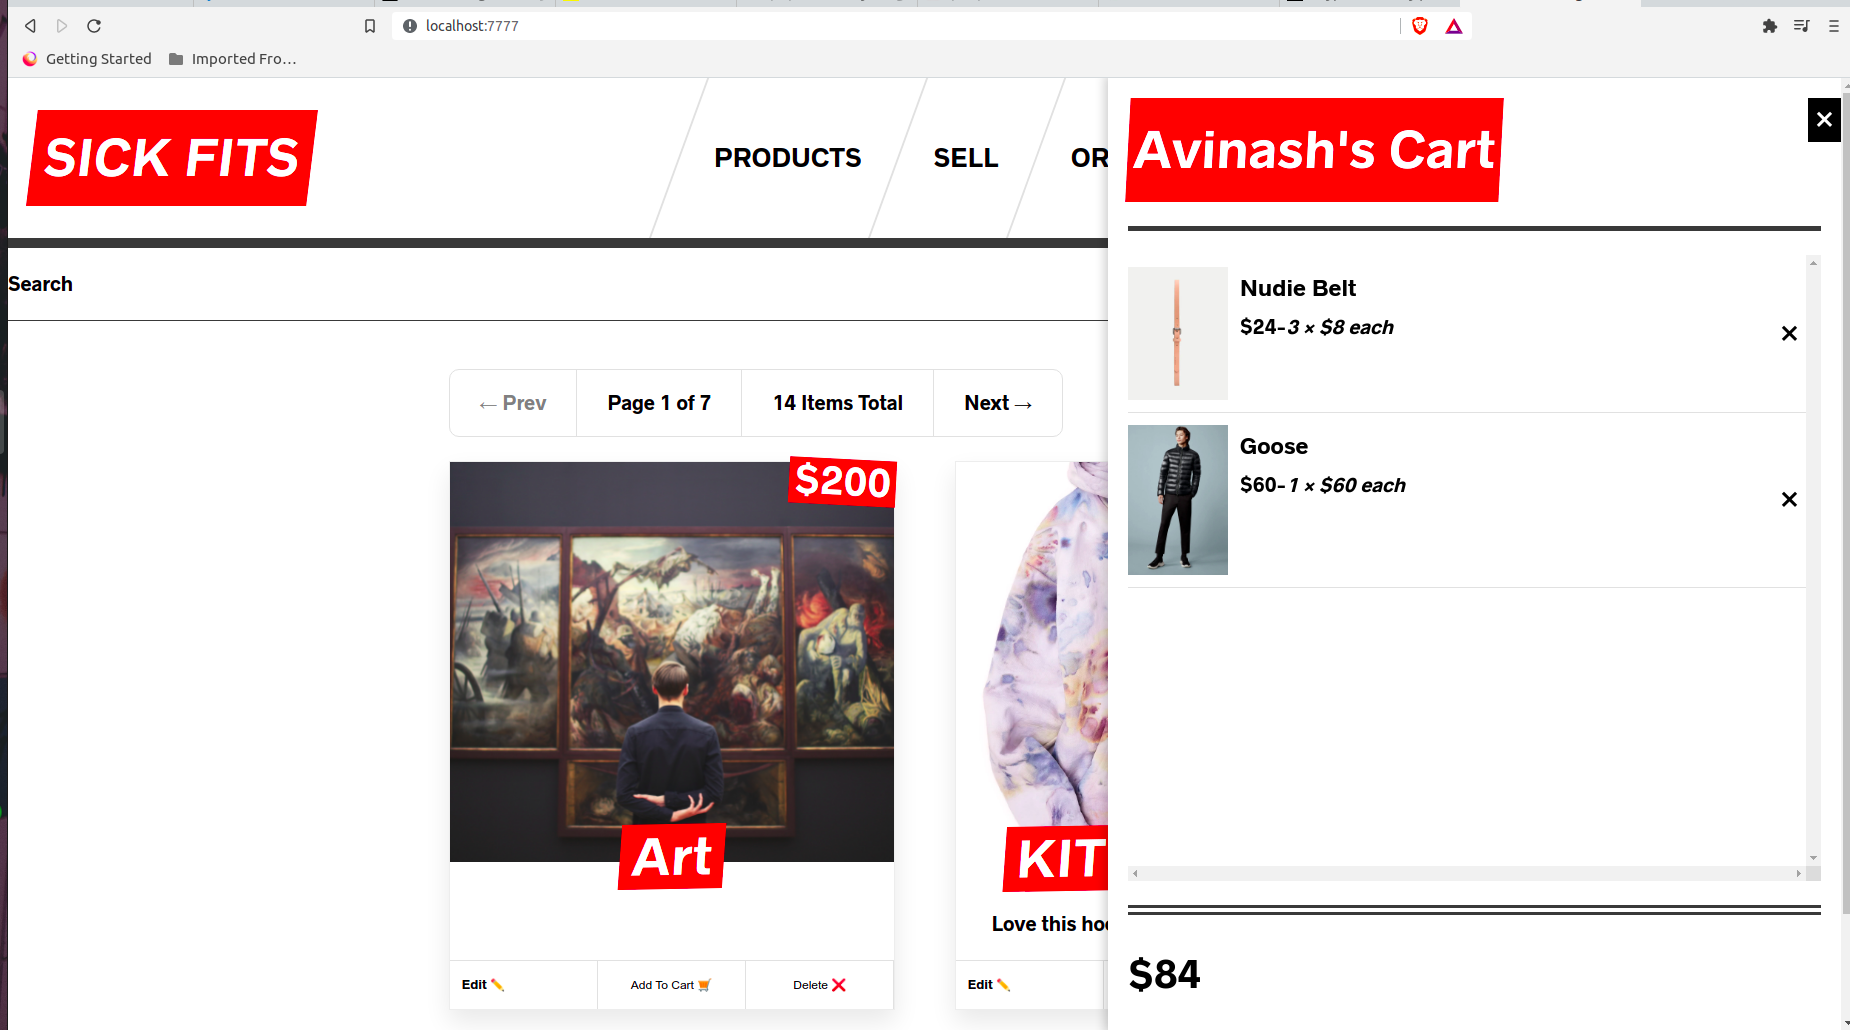 localhost:7777
Getting Started
Imported Fro...
SICK FITS
PRODUCTS
SELL
OR
Search
← Prev
Page 1 of 7
14 Items Total
Next →
$200
Art
Edit
Add To Cart
Delete
KIT
Love this ho
Edit
Avinash's Cart
×
Nudie Belt
$24-3 × $8 each
×
Goose
$60-1 × $60 each
×
$84